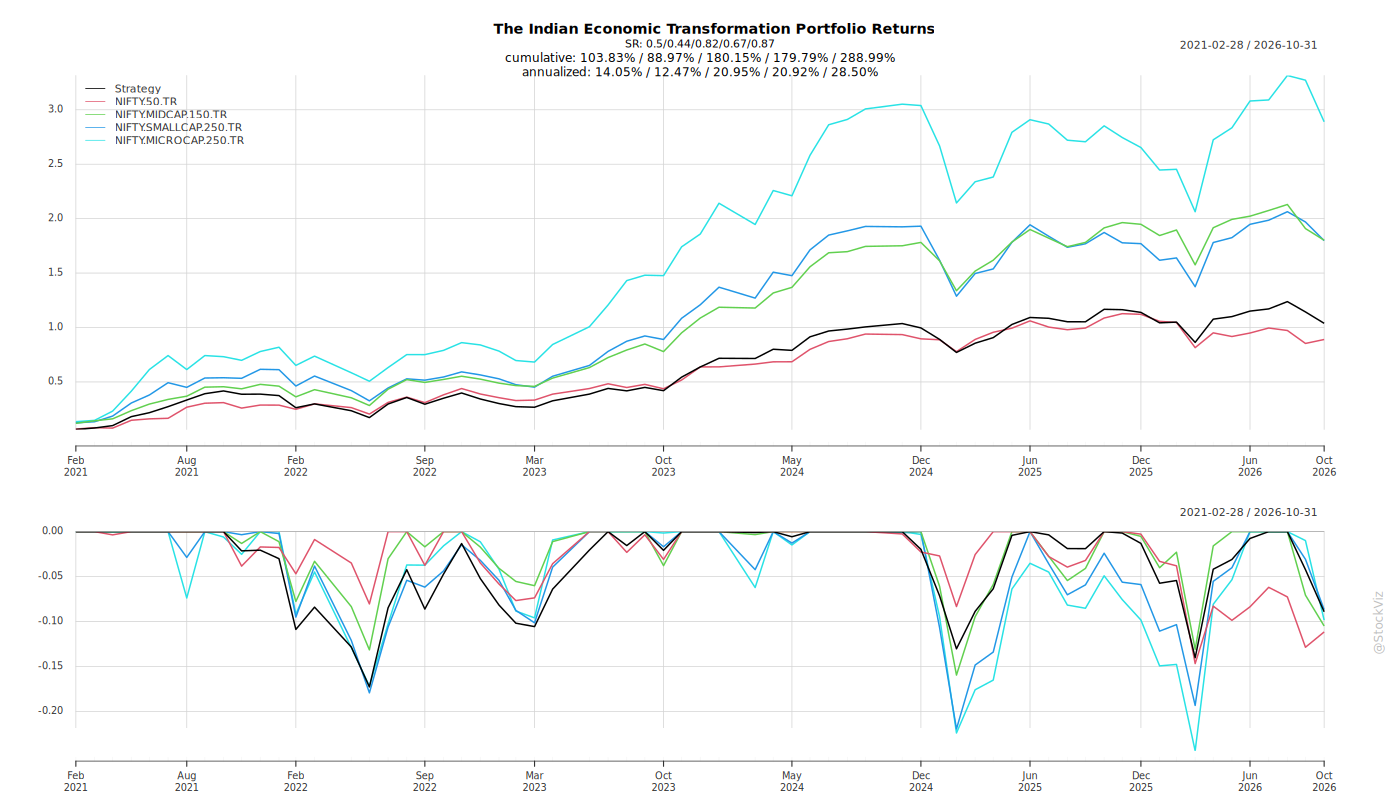 The Indian Economic Transformation Portfolio Returns
SR: 0.5/0.44/0.82/0.67/0.87
cumulative: 103.83% / 88.97% / 180.15% / 179.79% / 288.99%
annualized: 14.05% / 12.47% / 20.95% / 20.92% / 28.50%
2021-02-28 / 2026-10-31
Strategy
NIFTY.50.TR
NIFTY.MIDCAP.150.TR
NIFTY.SMALLCAP.250.TR
NIFTY.MICROCAP.250.TR
3.0
2.5
2.0
1.5
1.0
0.5
Feb Aug Feb Sep Mar Oct May Dec Jun Dec Jun Oct
2021 2021 2022 2022 2023 2023 2024 2024 2025 2025 2026 2026
2021-02-28 / 2026-10-31
0.00
-0.05
-0.10
-0.15
-0.20
Feb Aug Feb Sep Mar Oct May Dec Jun Dec Jun Oct
2021 2021 2022 2022 2023 2023 2024 2024 2025 2025 2026 2026
@StockViz